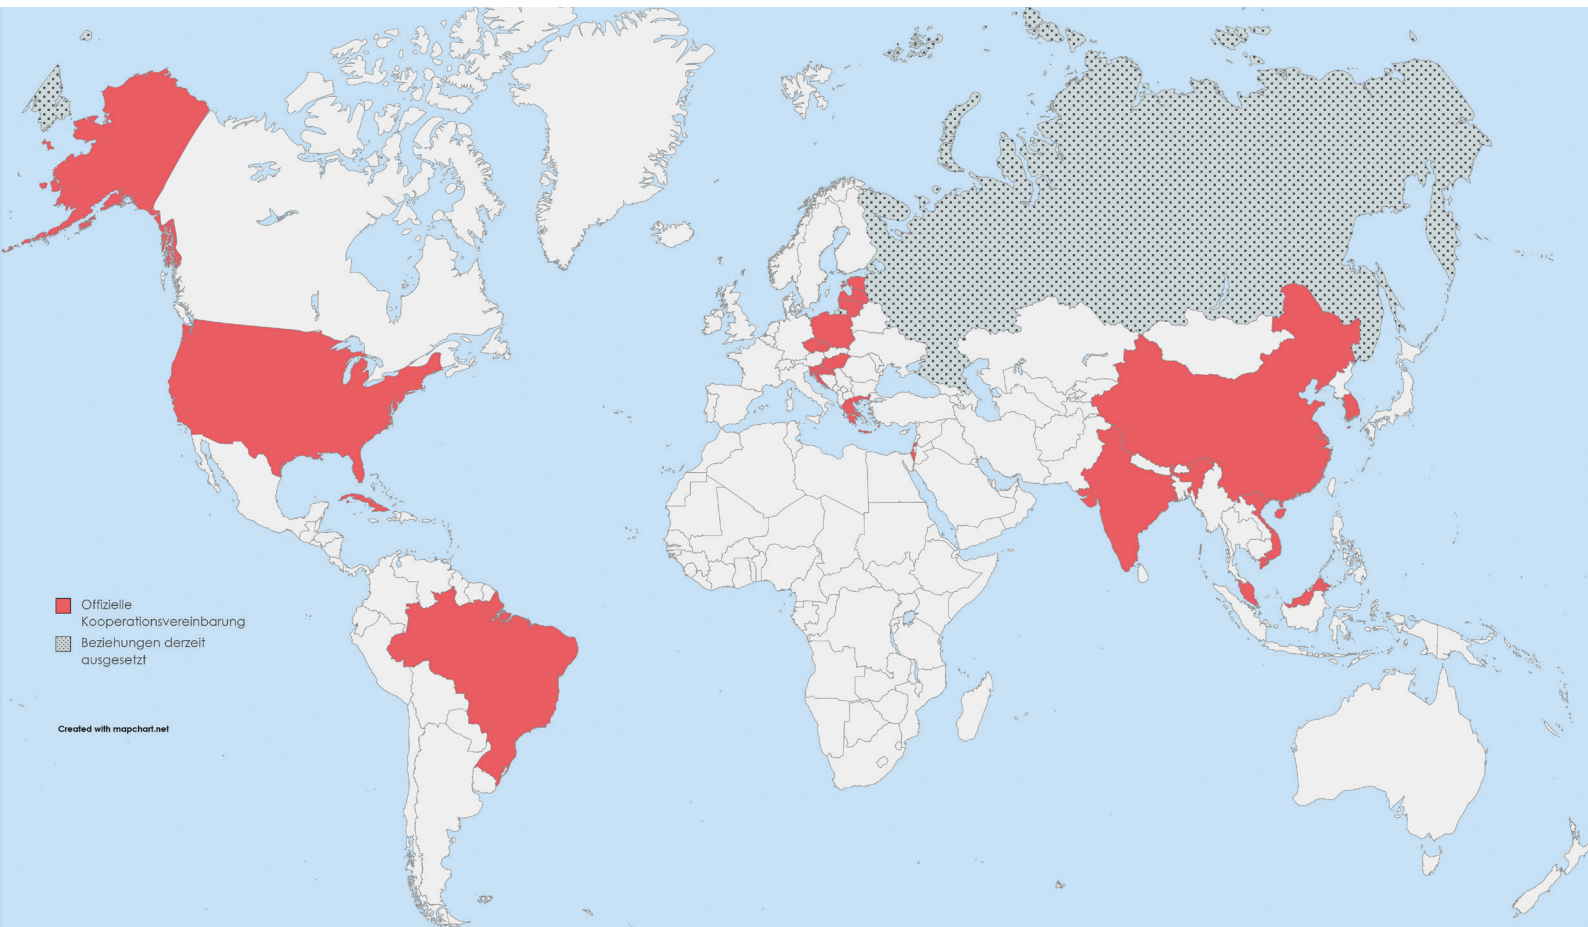 Offizielle
Kooperationsvereinbarung
Beziehungen derzeit
ausgesetzt
Created with mapchart.net